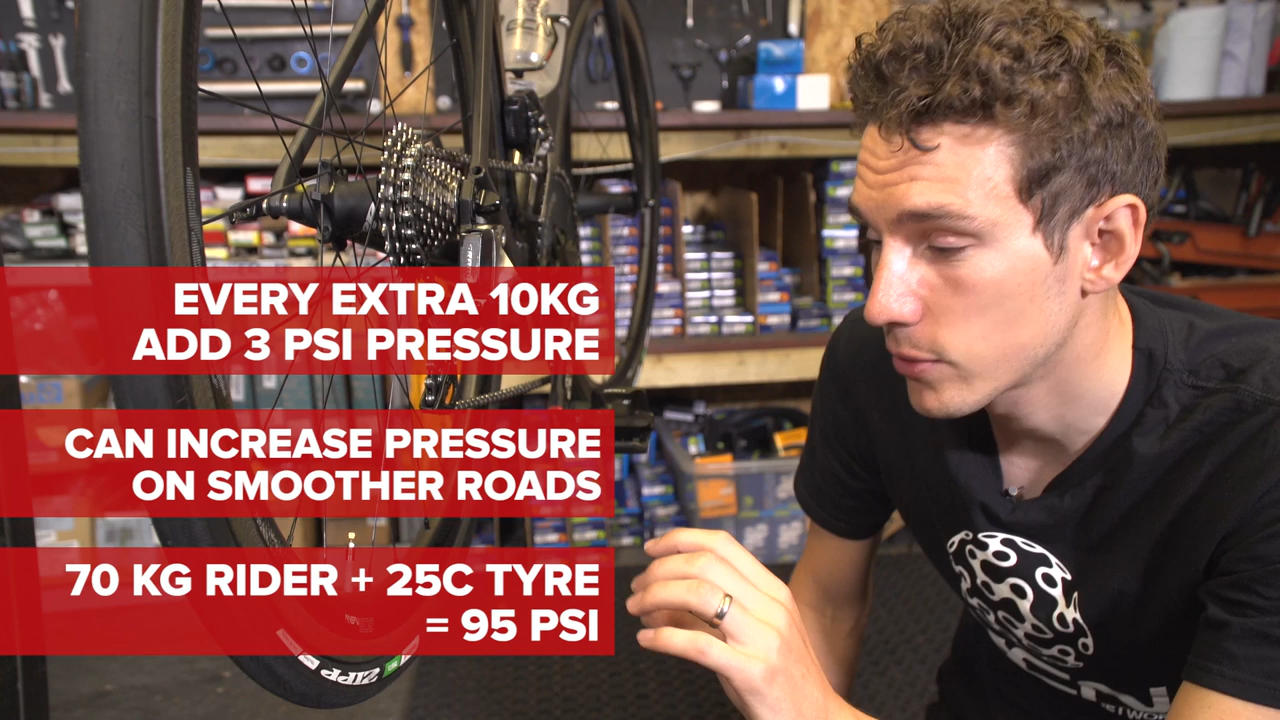 EVERY EXTRA 10KG
ADD 3 PSI PRESSURE
CAN INCREASE PRESSURE
ON SMOOTHER ROADS
70 KG RIDER + 25C TYRE
= 95 PSI
ZIPP